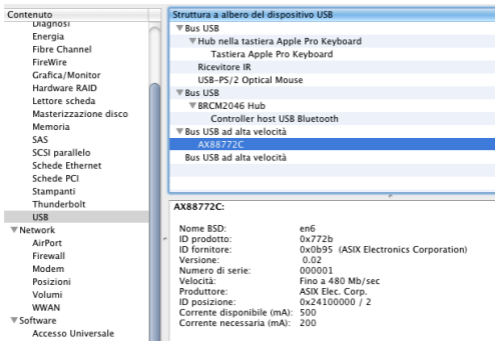 Contenuto
Diagnosi
Energia
Fibre Channel
FireWire
Grafica/Monitor
Hardware RAID
Lettore scheda
Masterizzazione disco
Memoria
SAS
SCSI parallelo
Schede Ethernet
Schede PCI
Stampanti
Thunderbolt
USB
Network
AirPort
Firewall
Modem
Posizioni
Volumi
WWAN
Software
Accesso Universale
Struttura a albero del dispositivo USB
Bus USB
Hub nella tastiera Apple Pro Keyboard
Tastiera Apple Pro Keyboard
Ricevitore IR
USB-PS/2 Optical Mouse
Bus USB
BRCM2046 Hub
Controller host USB Bluetooth
Bus USB ad alta velocità
AX88772C
Bus USB ad alta velocità
AX88772C:
Nome BSD: en6
ID prodotto: 0x772b
ID fornitore: 0x0b95 (ASIX Electronics Corporation)
Versione: 0.02
Numero di serie: 000001
Velocità: Fino a 480 Mb/sec
Produttore: ASIX Elec. Corp.
ID posizione: 0x24100000 / 2
Corrente disponibile (mA): 500
Corrente necessaria (mA): 200